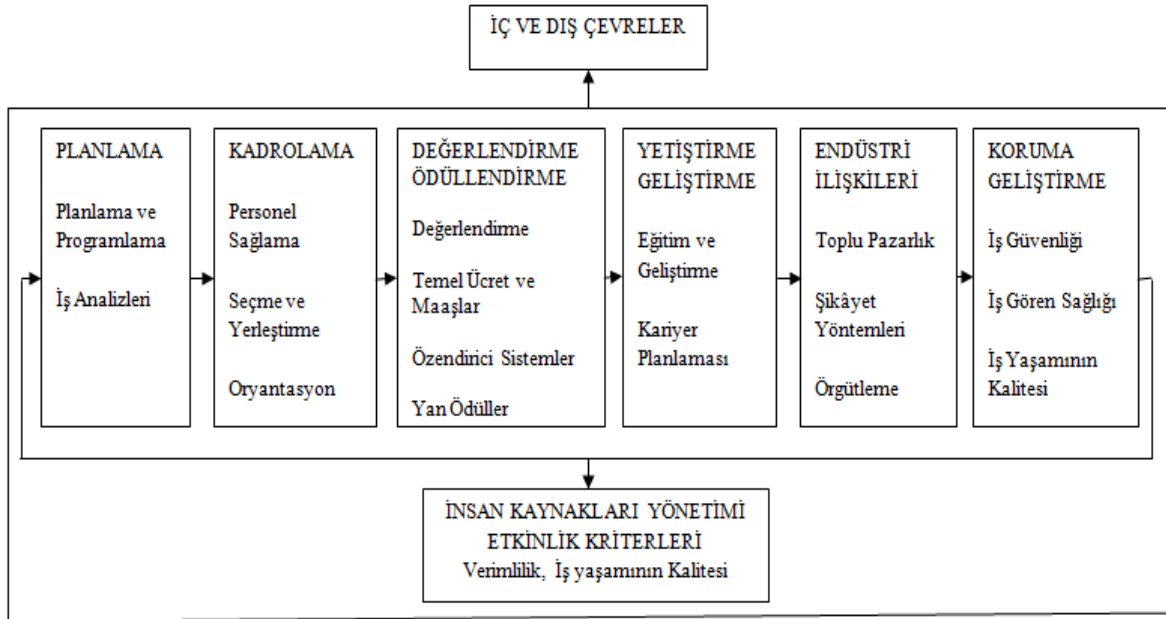 İÇ VE DIŞ ÇEVRELER
PLANLAMA
Planlama ve
Programlama
İş Analizleri
KADROLAMA
Personel
Sağlama
Seçme ve
Yerleştirme
Oryantasyon
DEĞERLENDİRME
ÖDÜLLENDİRME
Değerlendirme
Temel Ücret ve
Maaşlar
Özendirici Sistemler
Yan Ödüller
YETİŞTİRME
GELİŞTİRME
Eğitim ve
Geliştirme
Kariyer
Planlaması
ENDÜSTRİ
İLİŞKİLERİ
Toplu Pazarlık
Şikâyet
Yöntemleri
Örgütleme
KORUMA
GELİŞTİRME
İş Güvenliği
İş Gören Sağlığı
İş Yaşamının
Kalitesi
İNSAN KAYNAKLARI YÖNETİMİ
ETKİNLİK KRİTERLERİ
Verimlilik, İş yaşamının Kalitesi